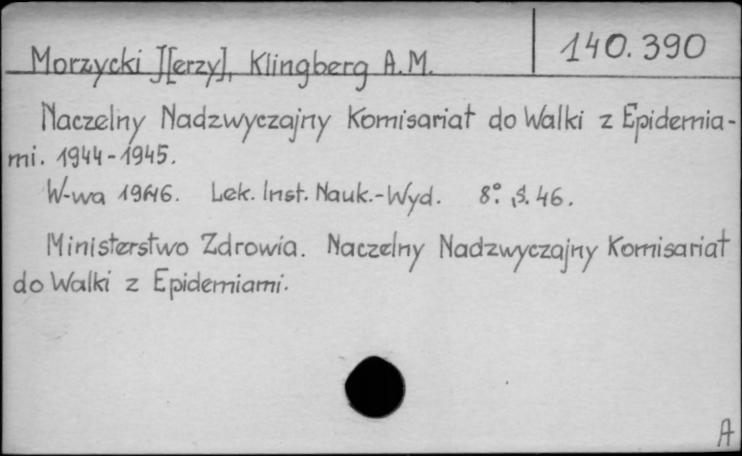 140.390
Morzycki J[erzy], Klingberg A.M.
Naczelny Nadzwyczajny Komisariat do Walki z Epidemia-
mi. 1944-1945.
W-wa 1946. Lek. Inst. Nauk.-Wyd. 8° s. 46.
Ministerstwo Zdrowia. Naczelny Nadzwyczajny Komisariat
do Walki z Epidemiami.
A